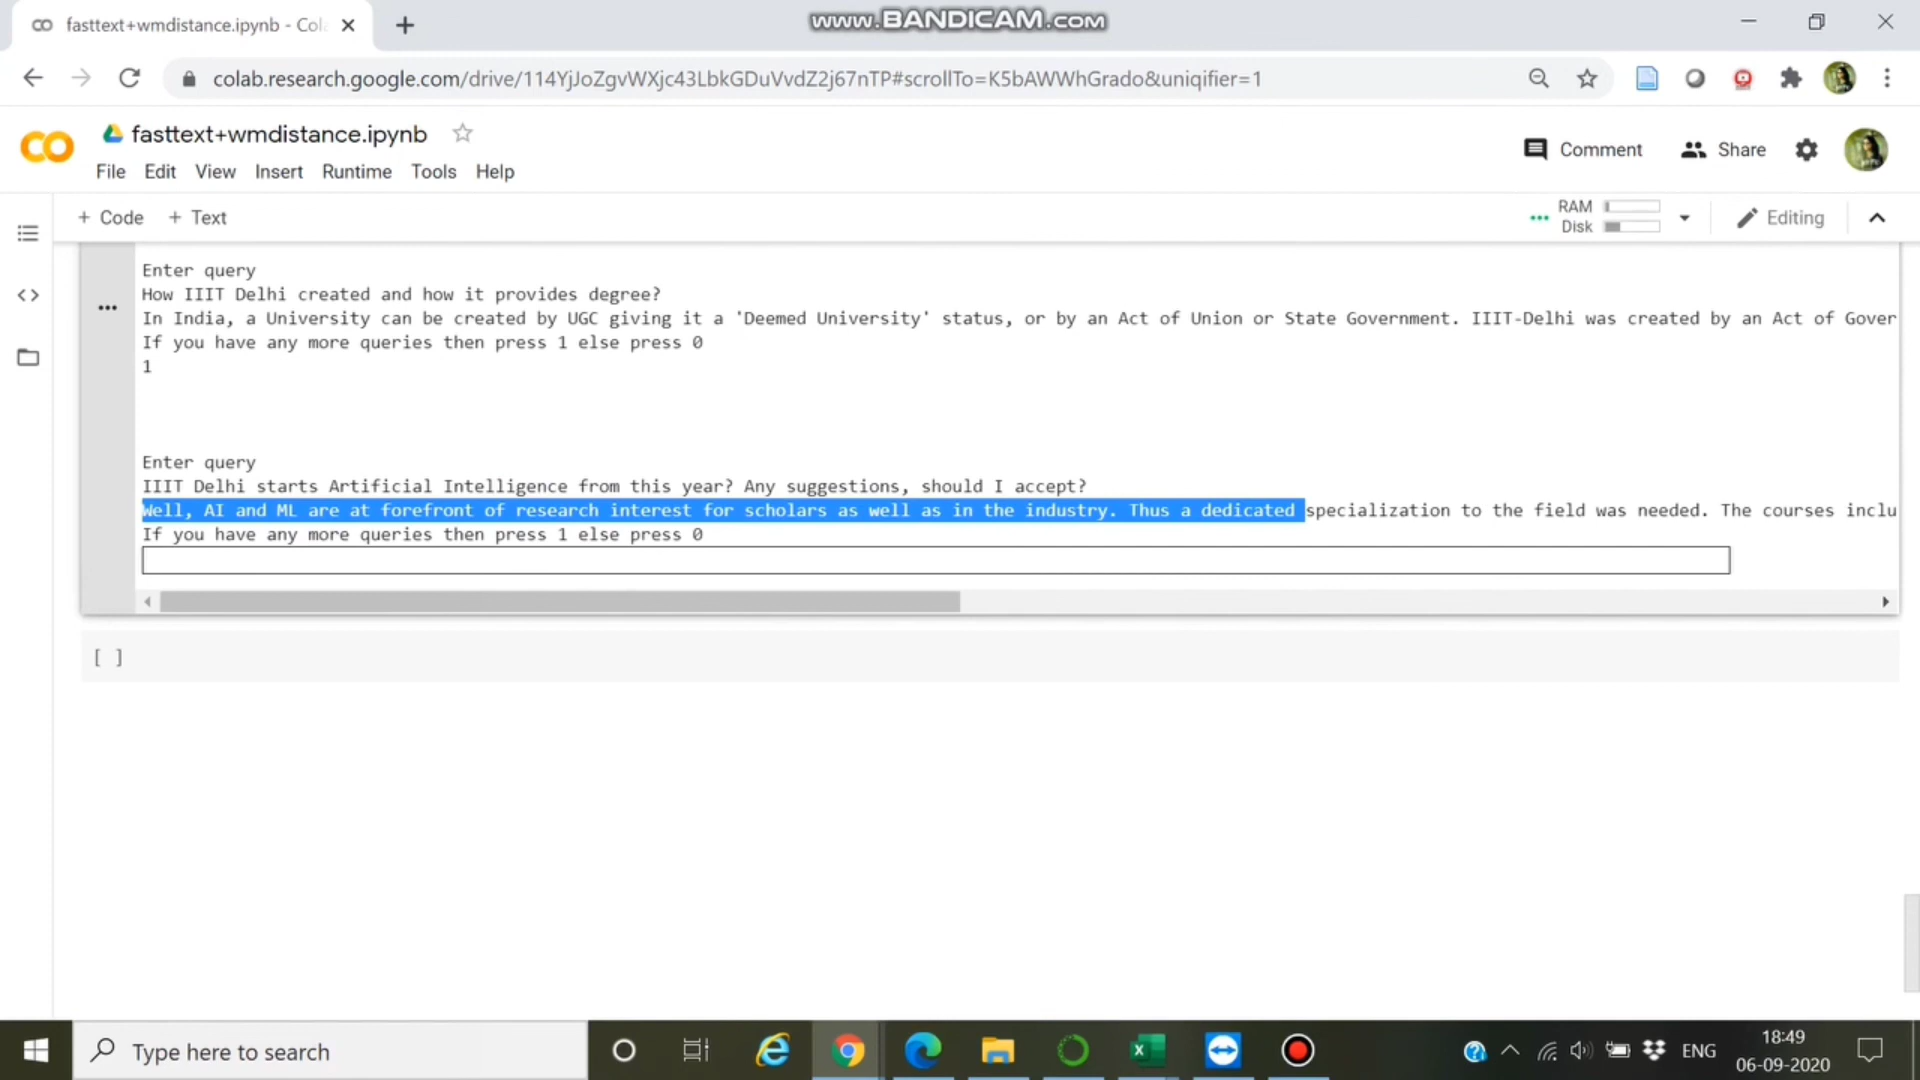 fasttext+wmdistance.ipynb - Col
www.BANDICAM.com
colab.research.google.com/drive/114YjJoZgvWXjc43LbkGDuVvdZ2j67nTP#scrollTo=K5bAWWhGrado&uniqifier=1
fasttext+wmdistance.ipynb
Comment
Share
File Edit View Insert Runtime Tools Help
+ Code + Text
RAM
Disk
Editing
Enter query
How IIIT Delhi created and how it provides degree?
In India, a University can be created by UGC giving it a 'Deemed University' status, or by an Act of Union or State Government. IIIT-Delhi was created by an Act of Gover
If you have any more queries then press 1 else press 0
1
Enter query
IIIT Delhi starts Artificial Intelligence from this year? Any suggestions, should I accept?
Well, AI and ML are at forefront of research interest for scholars as well as in the industry. Thus a dedicated specialization to the field was needed. The courses inclu
If you have any more queries then press 1 else press 0
[ ]
Type here to search
ENG
18:49
06-09-2020